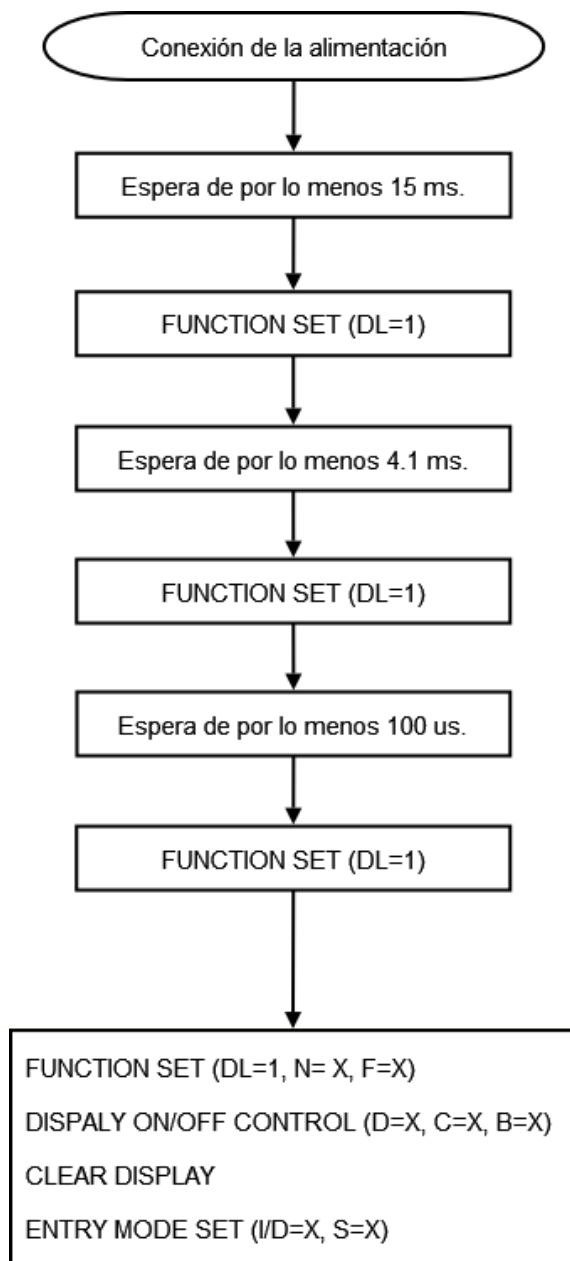 Conexión de la alimentación
Espera de por lo menos 15 ms.
FUNCTION SET (DL=1)
Espera de por lo menos 4.1 ms.
FUNCTION SET (DL=1)
Espera de por lo menos 100 us.
FUNCTION SET (DL=1)
FUNCTION SET (DL=1, N= X, F=X)
DISPALY ON/OFF CONTROL (D=X, C=X, B=X)
CLEAR DISPLAY
ENTRY MODE SET (I/D=X, S=X)